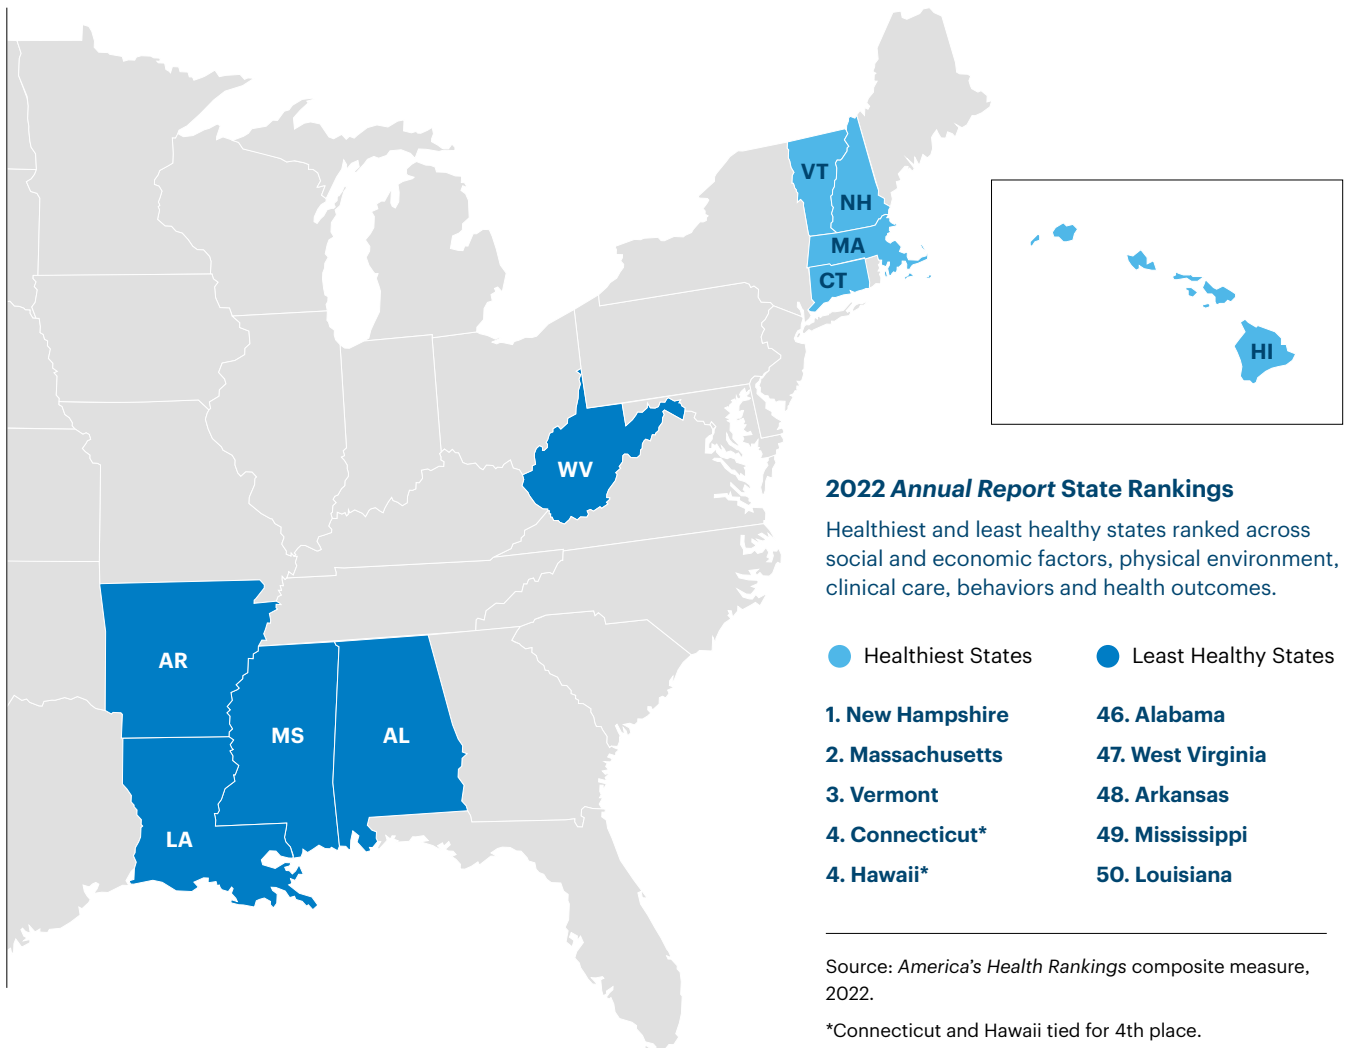 VT
NH
MA
CT
HI
WV
AR
MS
AL
LA
2022 Annual Report State Rankings
Healthiest and least healthy states ranked across
social and economic factors, physical environment,
clinical care, behaviors and health outcomes.
Healthiest States
1. New Hampshire
2. Massachusetts
3. Vermont
4. Connecticut*
4. Hawaii*
Least Healthy States
46. Alabama
47. West Virginia
48. Arkansas
49. Mississippi
50. Louisiana
Source: America's Health Rankings composite measure,
2022.
*Connecticut and Hawaii tied for 4th place.